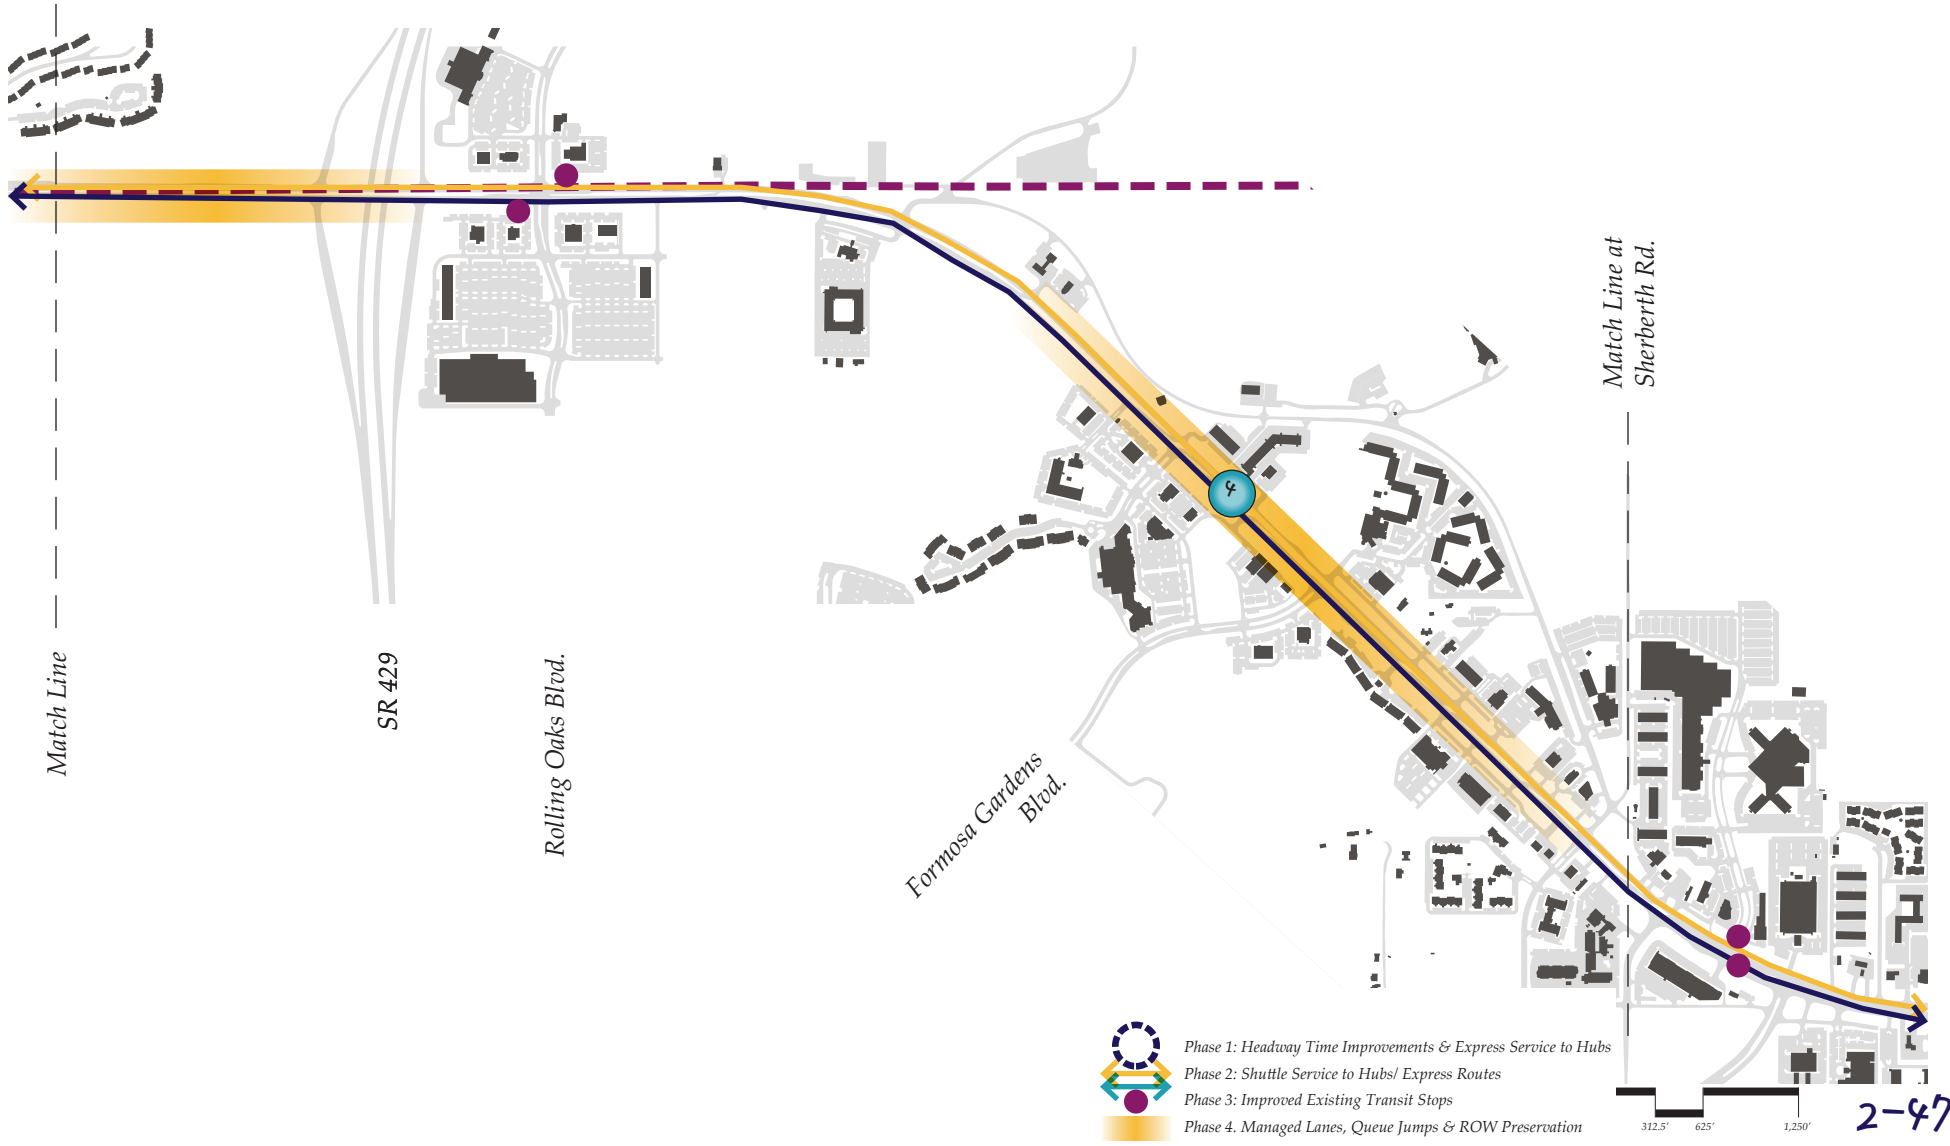 Match Line at
Sherberth Rd.
4
Match Line
SR 429
Rolling Oaks Blvd.
Formosa Gardens
Blvd.
Phase 1: Headway Time Improvements & Express Service to Hubs
Phase 2: Shuttle Service to Hubs/ Express Routes
Phase 3: Improved Existing Transit Stops
Phase 4. Managed Lanes, Queue Jumps & ROW Preservation
312.5' 625' 1,250'
2-47